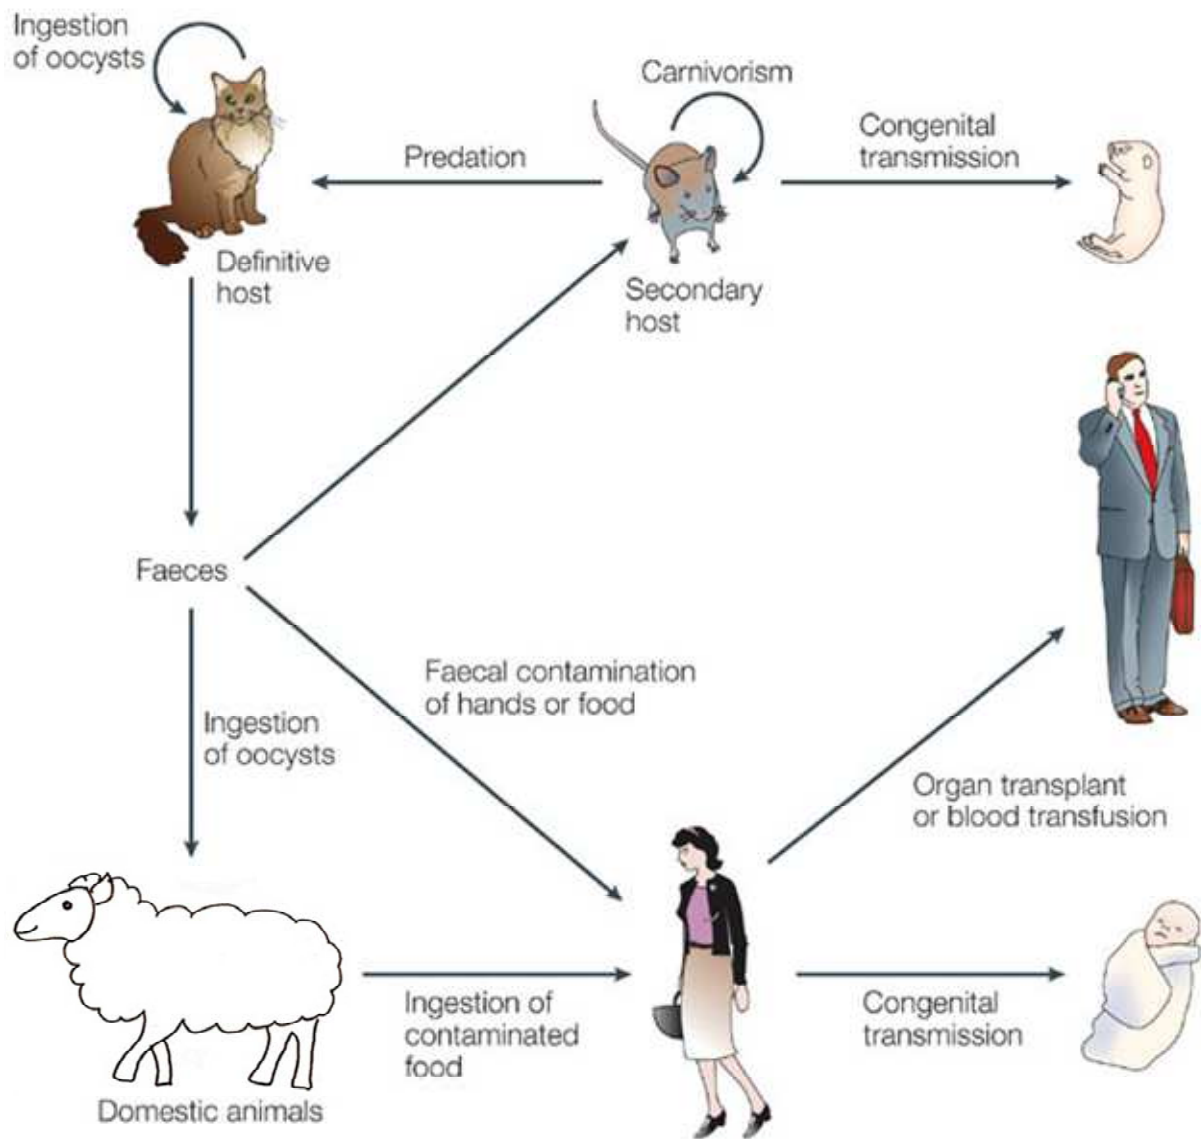 Ingestion
of oocysts
Carnivorism
Predation
Congenital
transmission
Definitive
host
Secondary
host
Faeces
Faecal contamination
of hands or food
Ingestion
of oocysts
Organ transplant
or blood transfusion
Ingestion of
contaminated
food
Congenital
transmission
Domestic animals